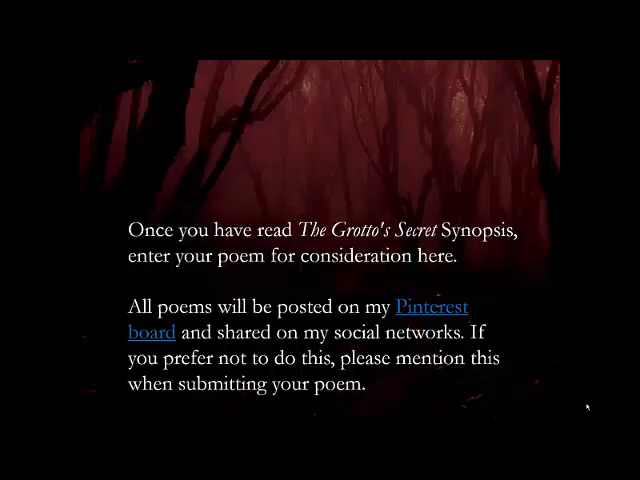 Once you have read The Grotto's Secret Synopsis,
enter your poem for consideration here.
All poems will be posted on my Pinterest
board and shared on my social networks. If
you prefer not to do this, please mention this
when submitting your poem.